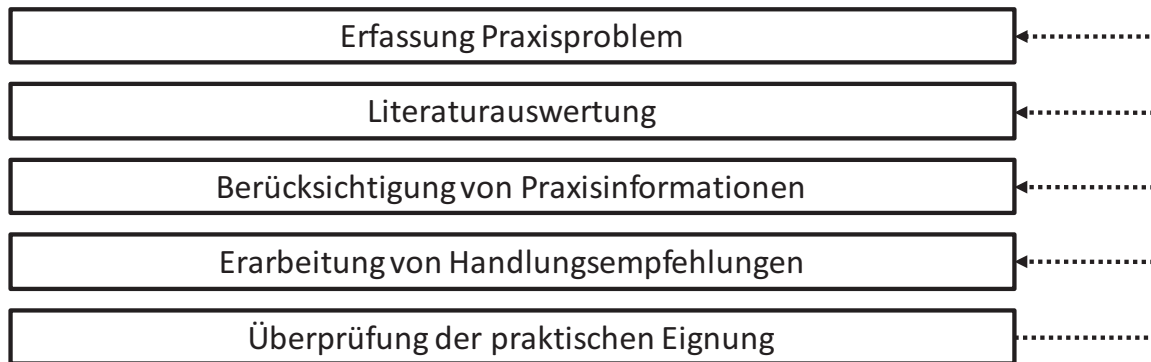 Erfassung Praxisproblem
Literaturauswertung
Berücksichtigung von Praxisinformationen
Erarbeitung von Handlungsempfehlungen
Überprüfung der praktischen Eignung